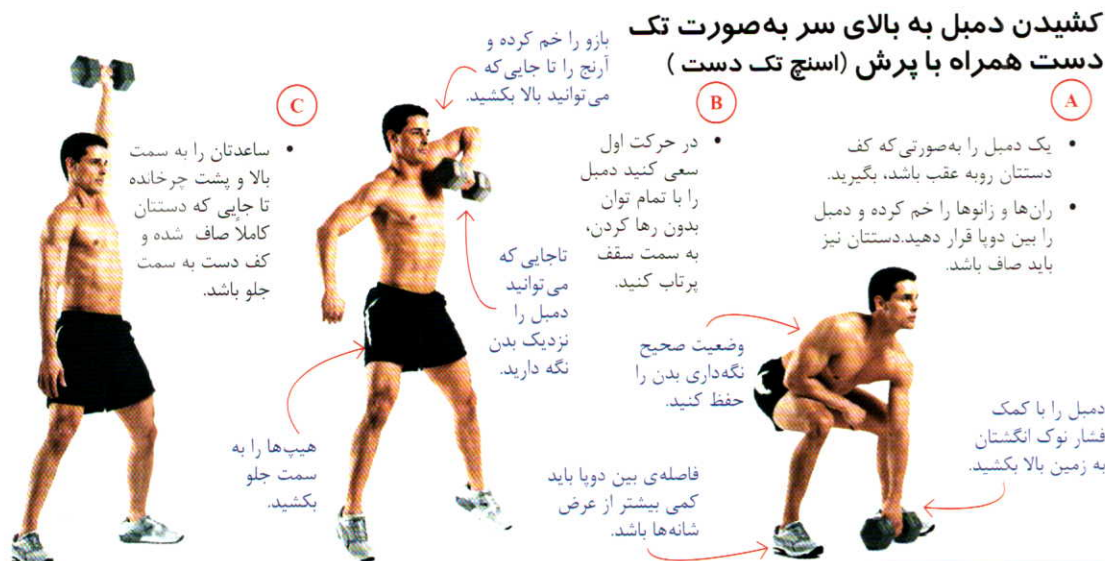 کشیدن دمبل به بالای سر به‌صورت تک
دست همراه با پرش (اسنچ تک دست )
A
• یک دمبل را به‌صورتی‌که کف
دستتان روبه عقب باشد، بگیرید.
• ران‌ها و زانوها را خم کرده و دمبل
را بین دوپا قرار دهید.دستتان نیز
باید صاف باشد.
وضعیت صحیح
نگه‌داری بدن را
حفظ کنید.
دمبل را با کمک
فشار نوک انگشتان
به زمین بالا بکشید.
فاصله‌ی بین دوپا باید
کمی بیشتر از عرض
شانه‌ها باشد.
B
• در حرکت اول
سعی کنید دمبل
را با تمام توان
بدون رها کردن،
به سمت سقف
پرتاب کنید.
بازو را خم کرده و
آرنج را تا جایی‌که
می‌توانید بالا بکشید.
تاجایی که
می‌توانید
دمبل را
نزدیک بدن
نگه دارید.
هیپ‌ها را به
سمت جلو
بکشید.
C
• ساعدتان را به سمت
بالا و پشت چرخانده
تا جایی که دستتان
کاملا صاف شده و
کف دست به سمت
جلو باشد.